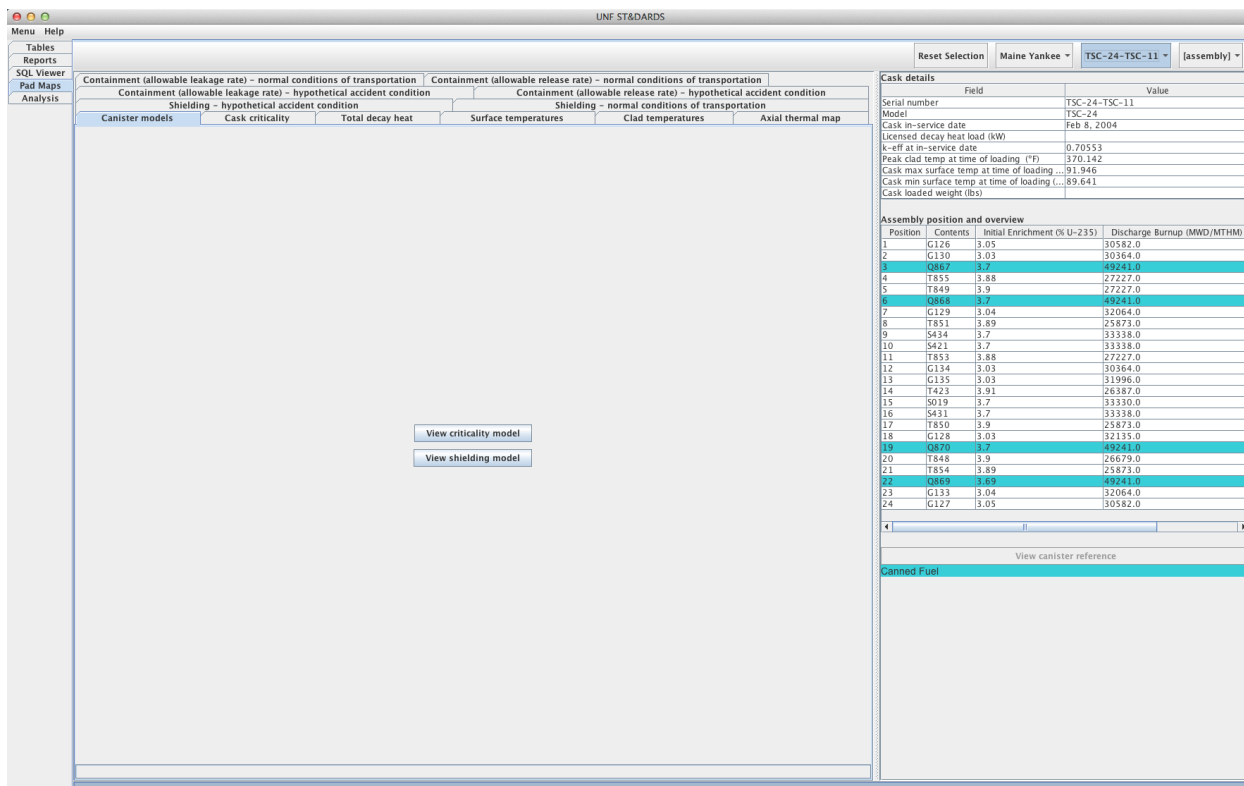 UNF ST&DARDS
Menu Help
Tables
Reports
SQL Viewer
Pad Maps
Analysis
Reset Selection Maine Yankee TSC-24-TSC-11 [assembly]
Containment (allowable leakage rate) – normal conditions of transportation Containment (allowable release rate) – normal conditions of transportation
Containment (allowable leakage rate) – hypothetical accident condition Containment (allowable release rate) – hypothetical accident condition
Shielding – hypothetical accident condition Shielding – normal conditions of transportation
Canister models Cask criticality Total decay heat Surface temperatures Clad temperatures Axial thermal map
View criticality model
View shielding model
Cask details
Field Value
Serial number TSC-24-TSC-11
Model TSC-24
Cask in-service date Feb 8, 2004
Licensed decay heat load (kW)
k-eff at in-service date 0.70553
Peak clad temp at time of loading (°F) 370.142
Cask max surface temp at time of loading ... 91.946
Cask min surface temp at time of loading (... 89.641
Cask loaded weight (lbs)
Assembly position and overview
Position Contents Initial Enrichment (% U-235) Discharge Burnup (MWD/MTHM)
1 G126 3.05 30582.0
2 G130 3.03 30364.0
3 Q867 3.7 49241.0
4 T855 3.88 27227.0
5 T849 3.9 27227.0
6 Q868 3.7 49241.0
7 G129 3.04 32064.0
8 T851 3.89 25873.0
9 S434 3.7 33338.0
10 S421 3.7 33338.0
11 T853 3.88 27227.0
12 G134 3.03 30364.0
13 G135 3.03 31996.0
14 T423 3.91 26387.0
15 S019 3.7 33330.0
16 S431 3.7 33338.0
17 T850 3.9 25873.0
18 G128 3.03 32135.0
19 Q870 3.7 49241.0
20 T848 3.9 26679.0
21 T854 3.89 25873.0
22 Q869 3.69 49241.0
23 G133 3.04 32064.0
24 G127 3.05 30582.0
View canister reference
Canned Fuel